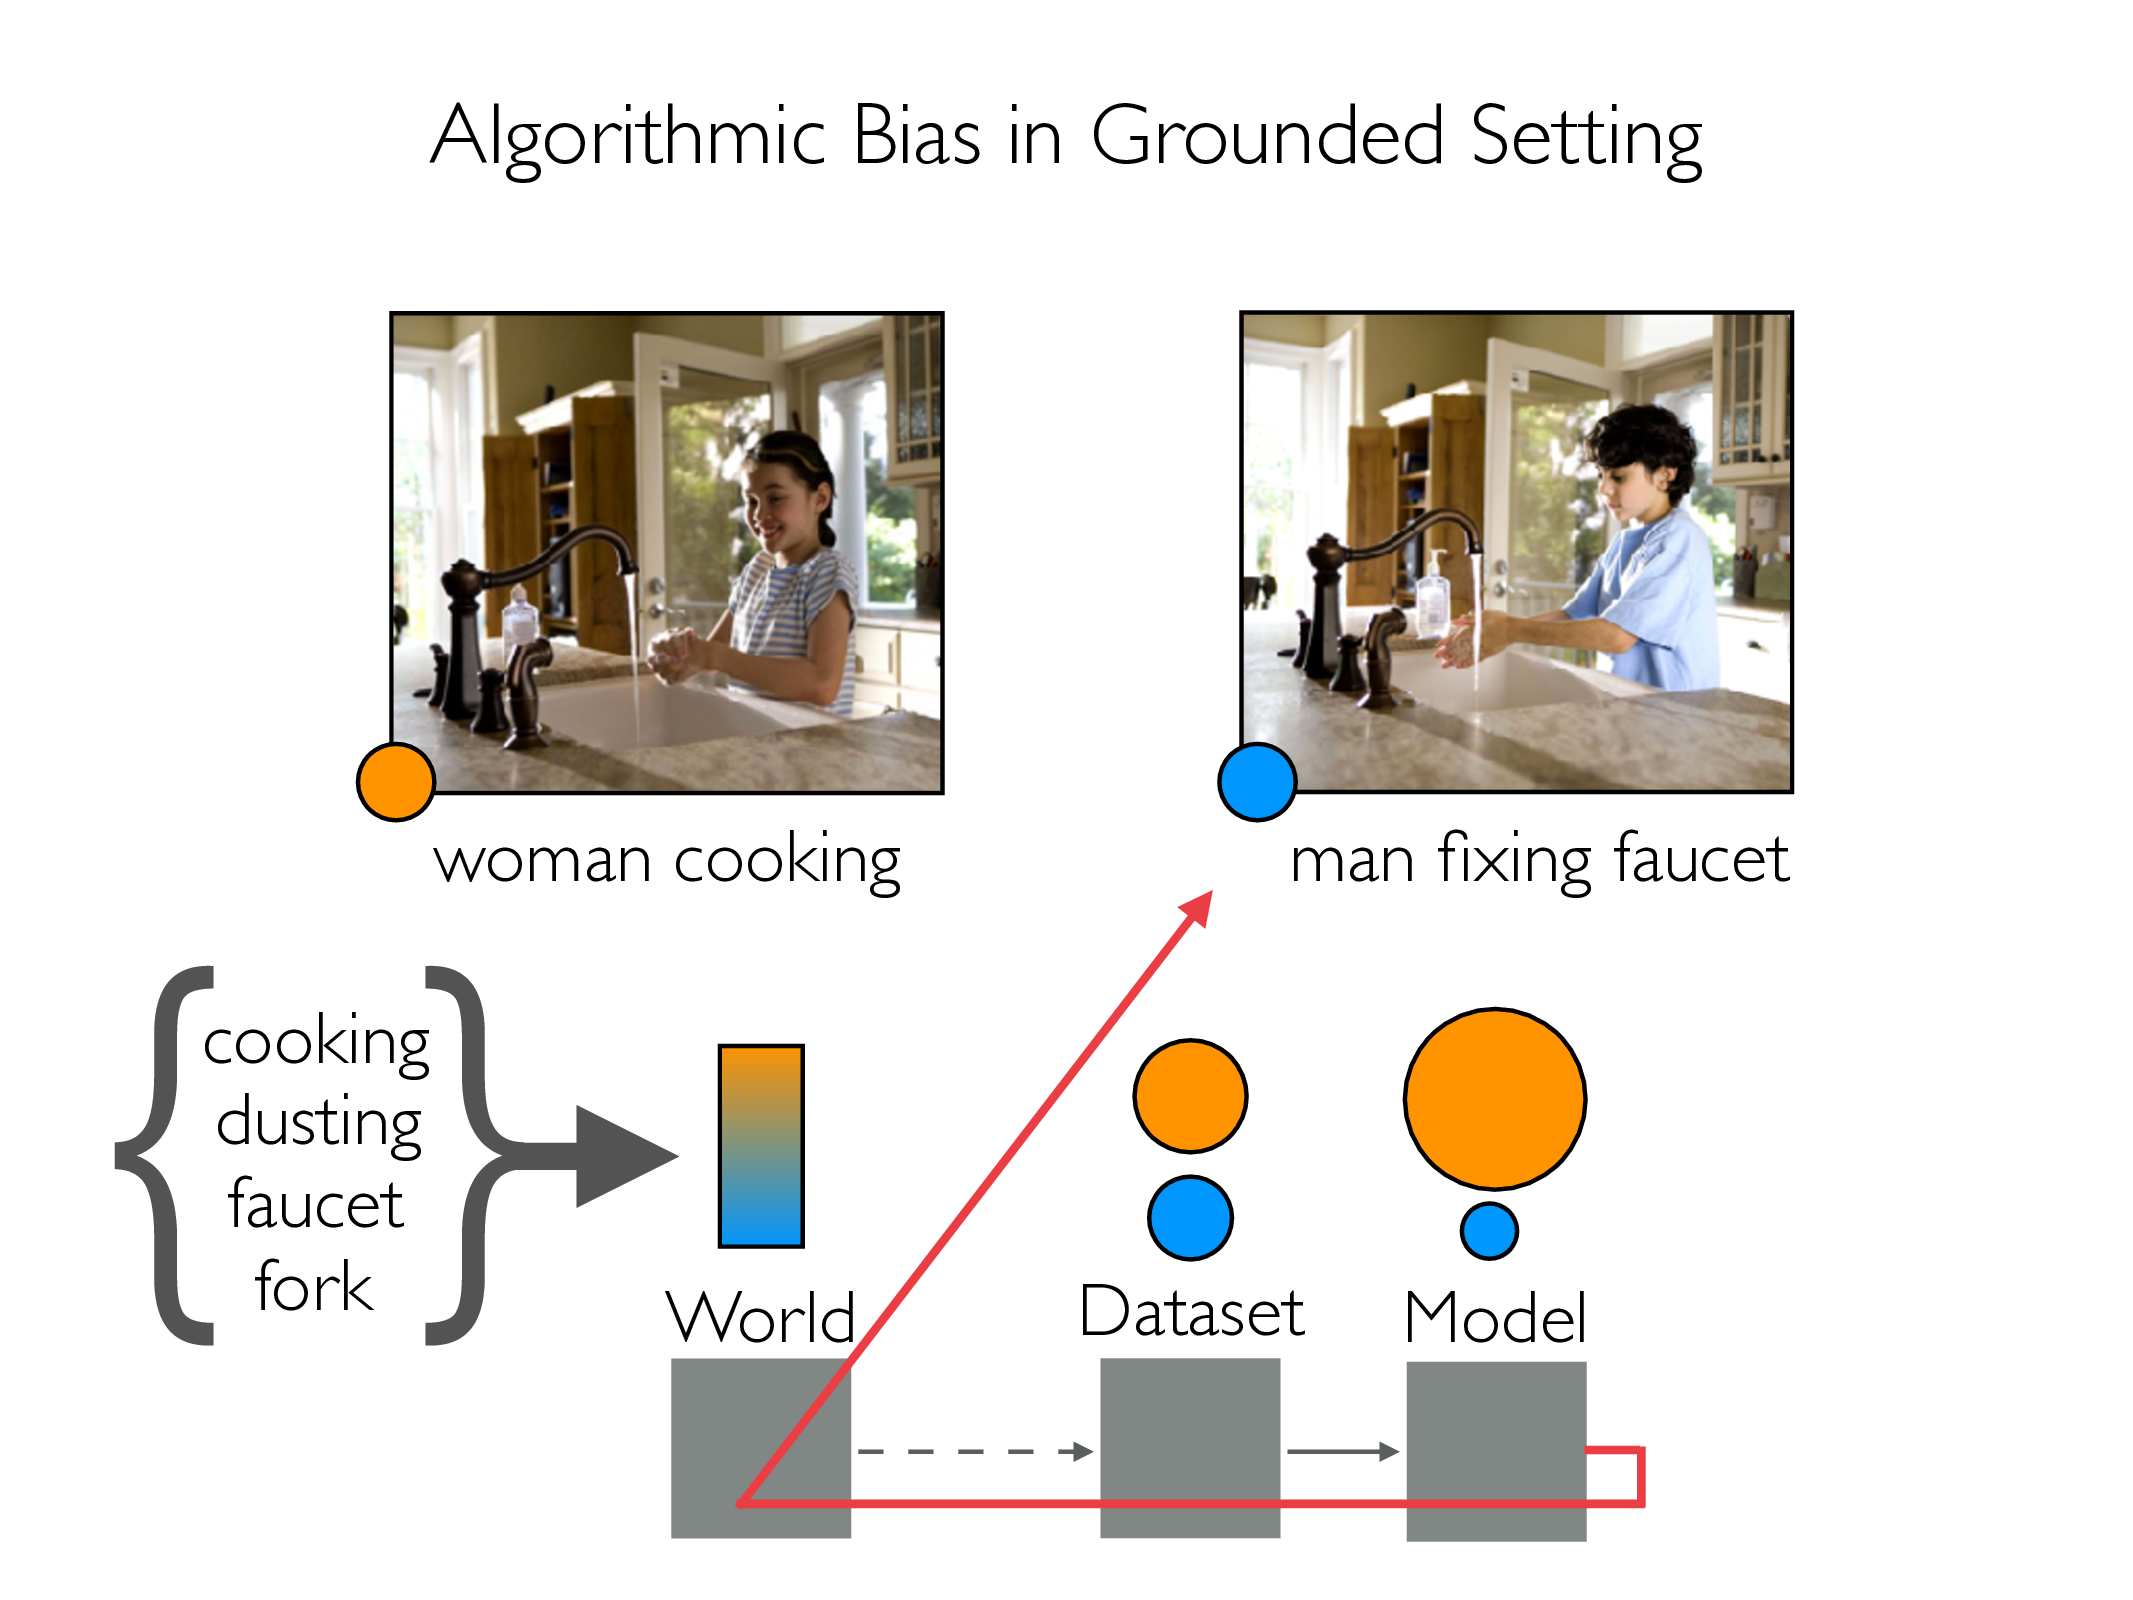 Algorithmic Bias in Grounded Setting
woman cooking
man fixing faucet
cooking
dusting
faucet
fork
World
Dataset
Model